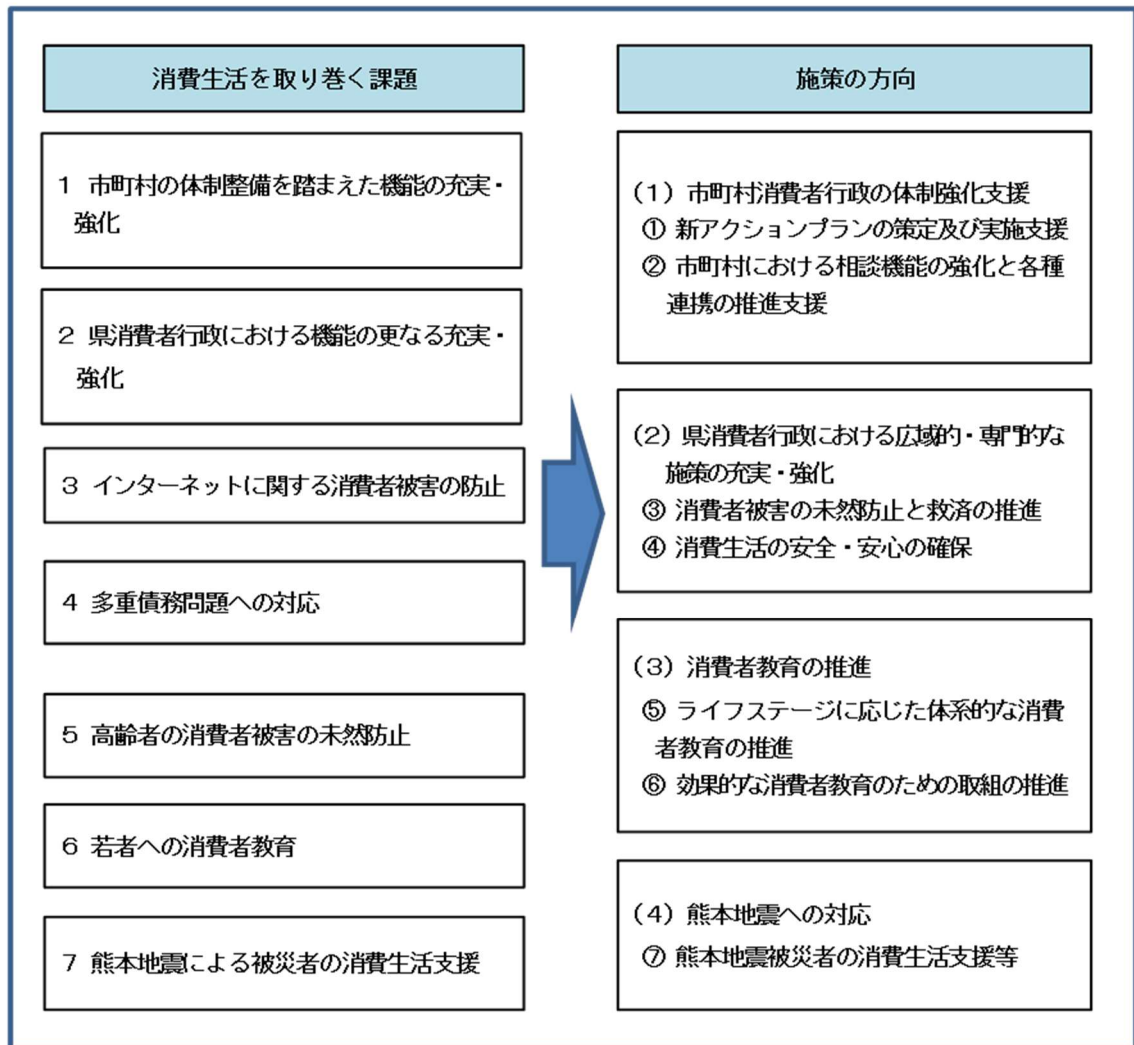 消費生活を取り巻く課題
1 市町村の体制整備を踏まえた機能の充実・
強化
2 県消費者行政における機能の更なる充実・
強化
3 インターネットに関する消費者被害の防止
4 多重債務問題への対応
5 高齢者の消費者被害の未然防止
6 若者への消費者教育
7 熊本地震による被災者の消費生活支援
施策の方向
(1) 市町村消費者行政の体制強化支援
① 新アクションプランの策定及び実施支援
② 市町村における相談機能の強化と各種
連携の推進支援
(2) 県消費者行政における広域的・専門的な
施策の充実・強化
③ 消費者被害の未然防止と救済の推進
④ 消費生活の安全・安心の確保
(3) 消費者教育の推進
⑤ ライフステージに応じた体系的な消費
者教育の推進
⑥ 効果的な消費者教育のための取組の推進
(4) 熊本地震への対応
⑦ 熊本地震被災者の消費生活支援等